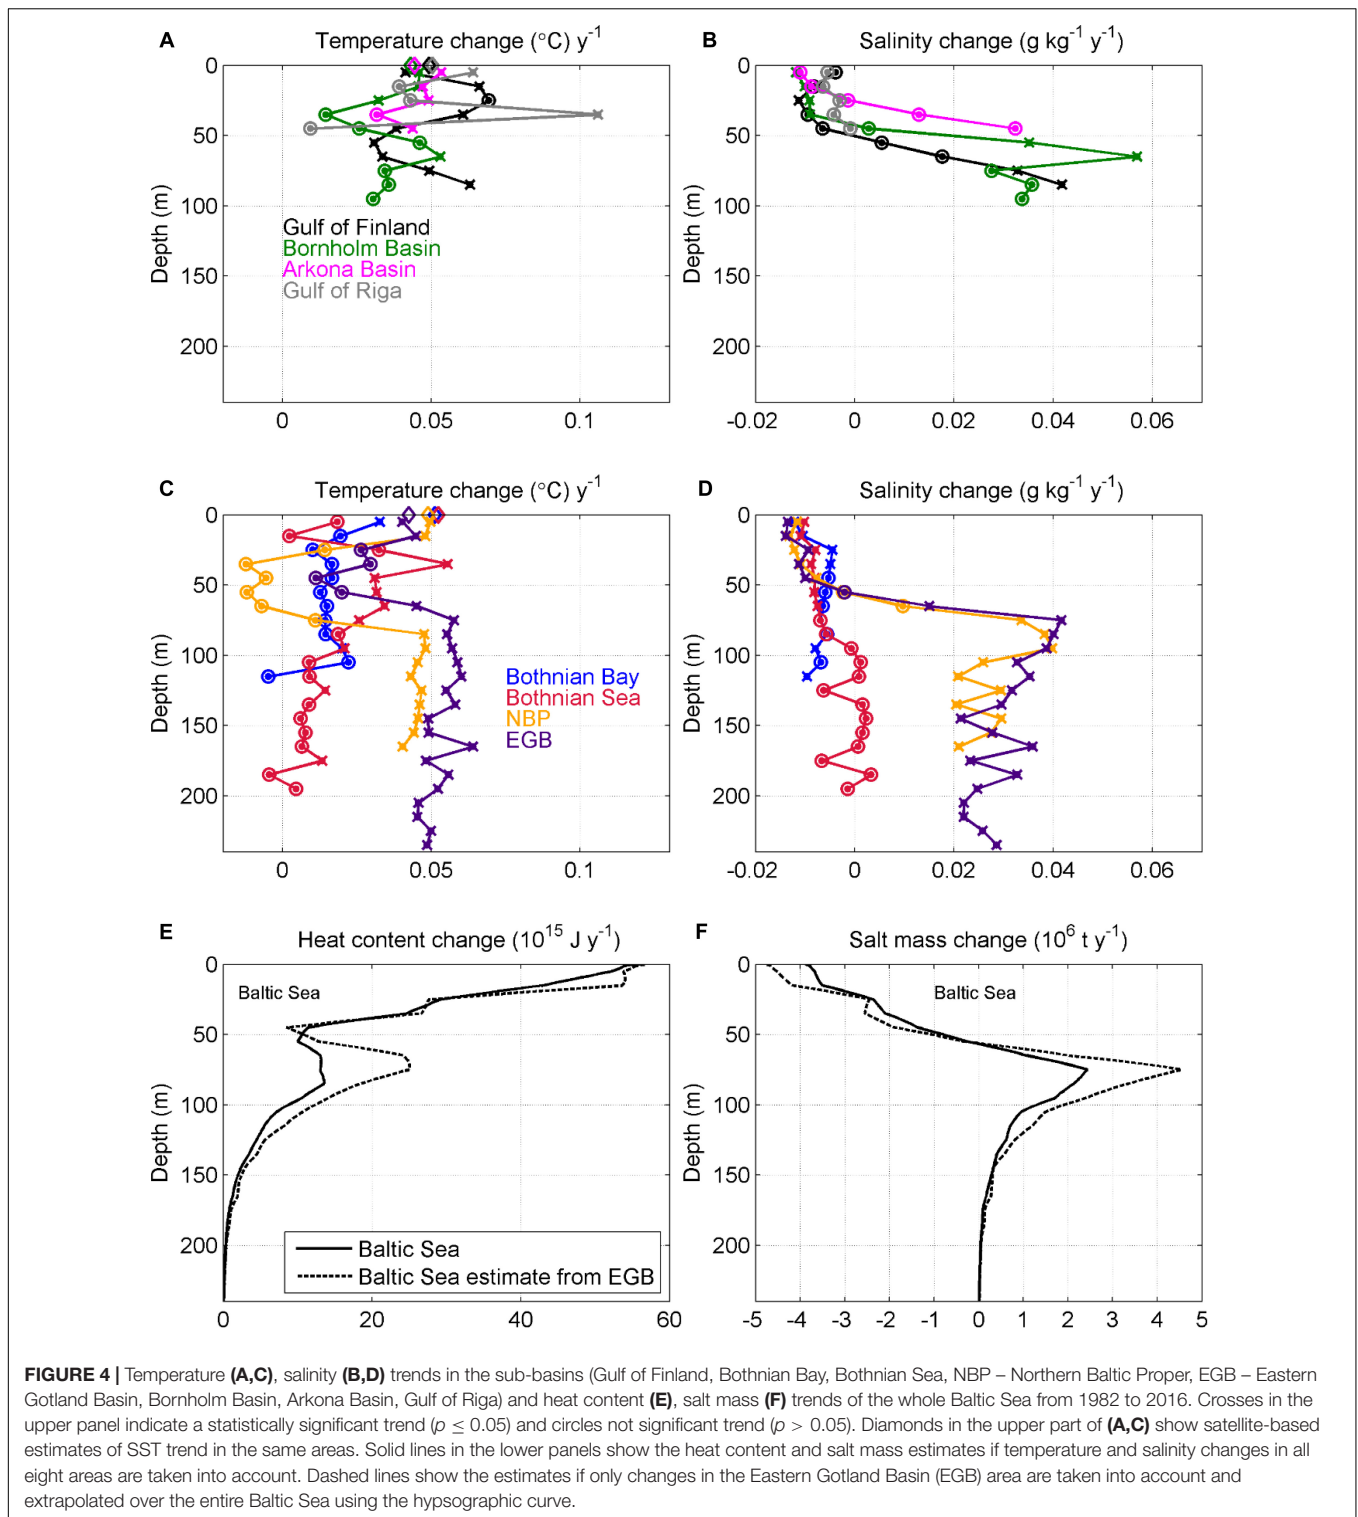 A Temperature change (°C) y⁻¹
0
50
100
150
200
Depth (m)
Gulf of Finland
Bornholm Basin
Arkona Basin
Gulf of Riga
0 0.05 0.1
B Salinity change (g kg⁻¹ y⁻¹)
0
50
100
150
200
Depth (m)
-0.02 0 0.02 0.04 0.06
C Temperature change (°C) y⁻¹
0
50
100
150
200
Depth (m)
Bothnian Bay
Bothnian Sea
NBP
EGB
0 0.05 0.1
D Salinity change (g kg⁻¹ y⁻¹)
0
50
100
150
200
Depth (m)
-0.02 0 0.02 0.04 0.06
E Heat content change (10¹⁵ J y⁻¹)
0
50
100
150
200
Depth (m)
Baltic Sea
Baltic Sea
Baltic Sea estimate from EGB
0 20 40 60
F Salt mass change (10⁶ t y⁻¹)
0
50
100
150
200
Depth (m)
Baltic Sea
-5 -4 -3 -2 -1 0 1 2 3 4 5
FIGURE 4 | Temperature (A,C), salinity (B,D) trends in the sub-basins (Gulf of Finland, Bothnian Bay, Bothnian Sea, NBP – Northern Baltic Proper, EGB – Eastern
Gotland Basin, Bornholm Basin, Arkona Basin, Gulf of Riga) and heat content (E), salt mass (F) trends of the whole Baltic Sea from 1982 to 2016. Crosses in the
upper panel indicate a statistically significant trend (p ≤ 0.05) and circles not significant trend (p > 0.05). Diamonds in the upper part of (A,C) show satellite-based
estimates of SST trend in the same areas. Solid lines in the lower panels show the heat content and salt mass estimates if temperature and salinity changes in all
eight areas are taken into account. Dashed lines show the estimates if only changes in the Eastern Gotland Basin (EGB) area are taken into account and
extrapolated over the entire Baltic Sea using the hypsographic curve.